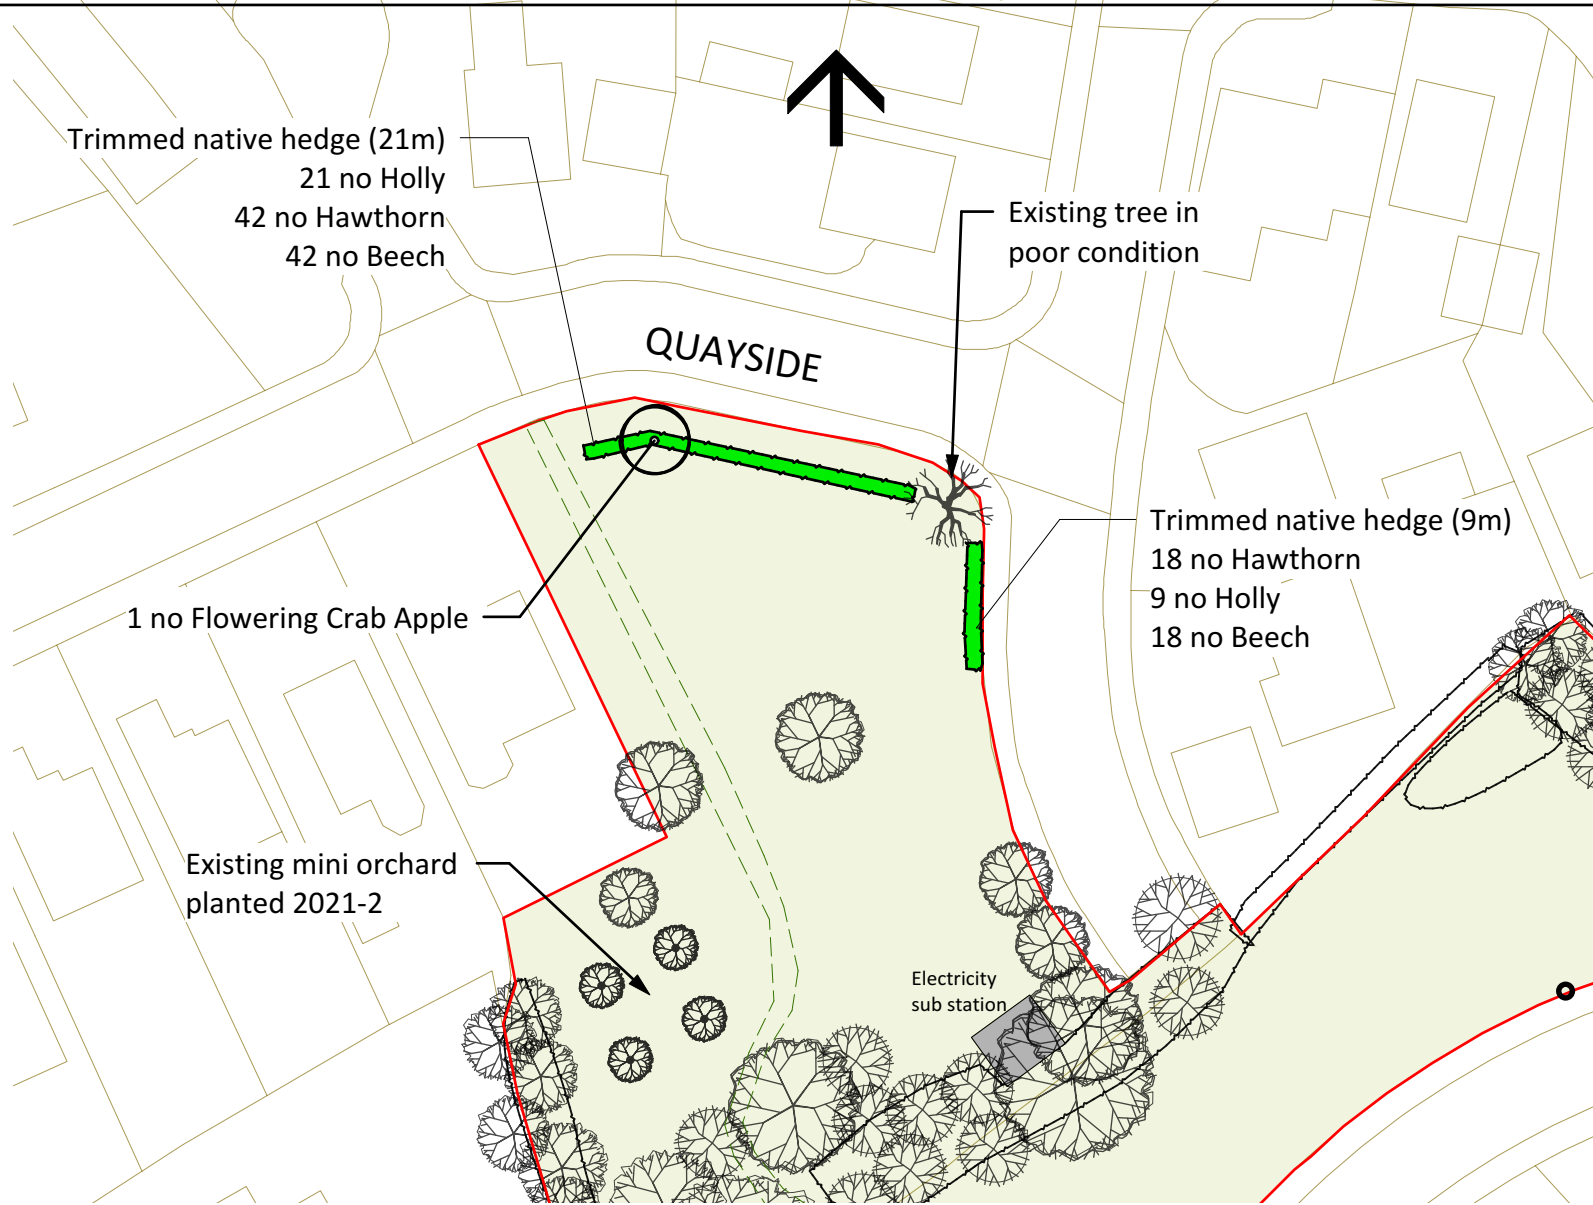 Trimmed native hedge (21m)
21 no Holly
42 no Hawthorn
42 no Beech
Existing tree in
poor condition
QUAYSIDE
Trimmed native hedge (9m)
18 no Hawthorn
9 no Holly
18 no Beech
1 no Flowering Crab Apple
Existing mini orchard
planted 2021-2
Electricity
sub station